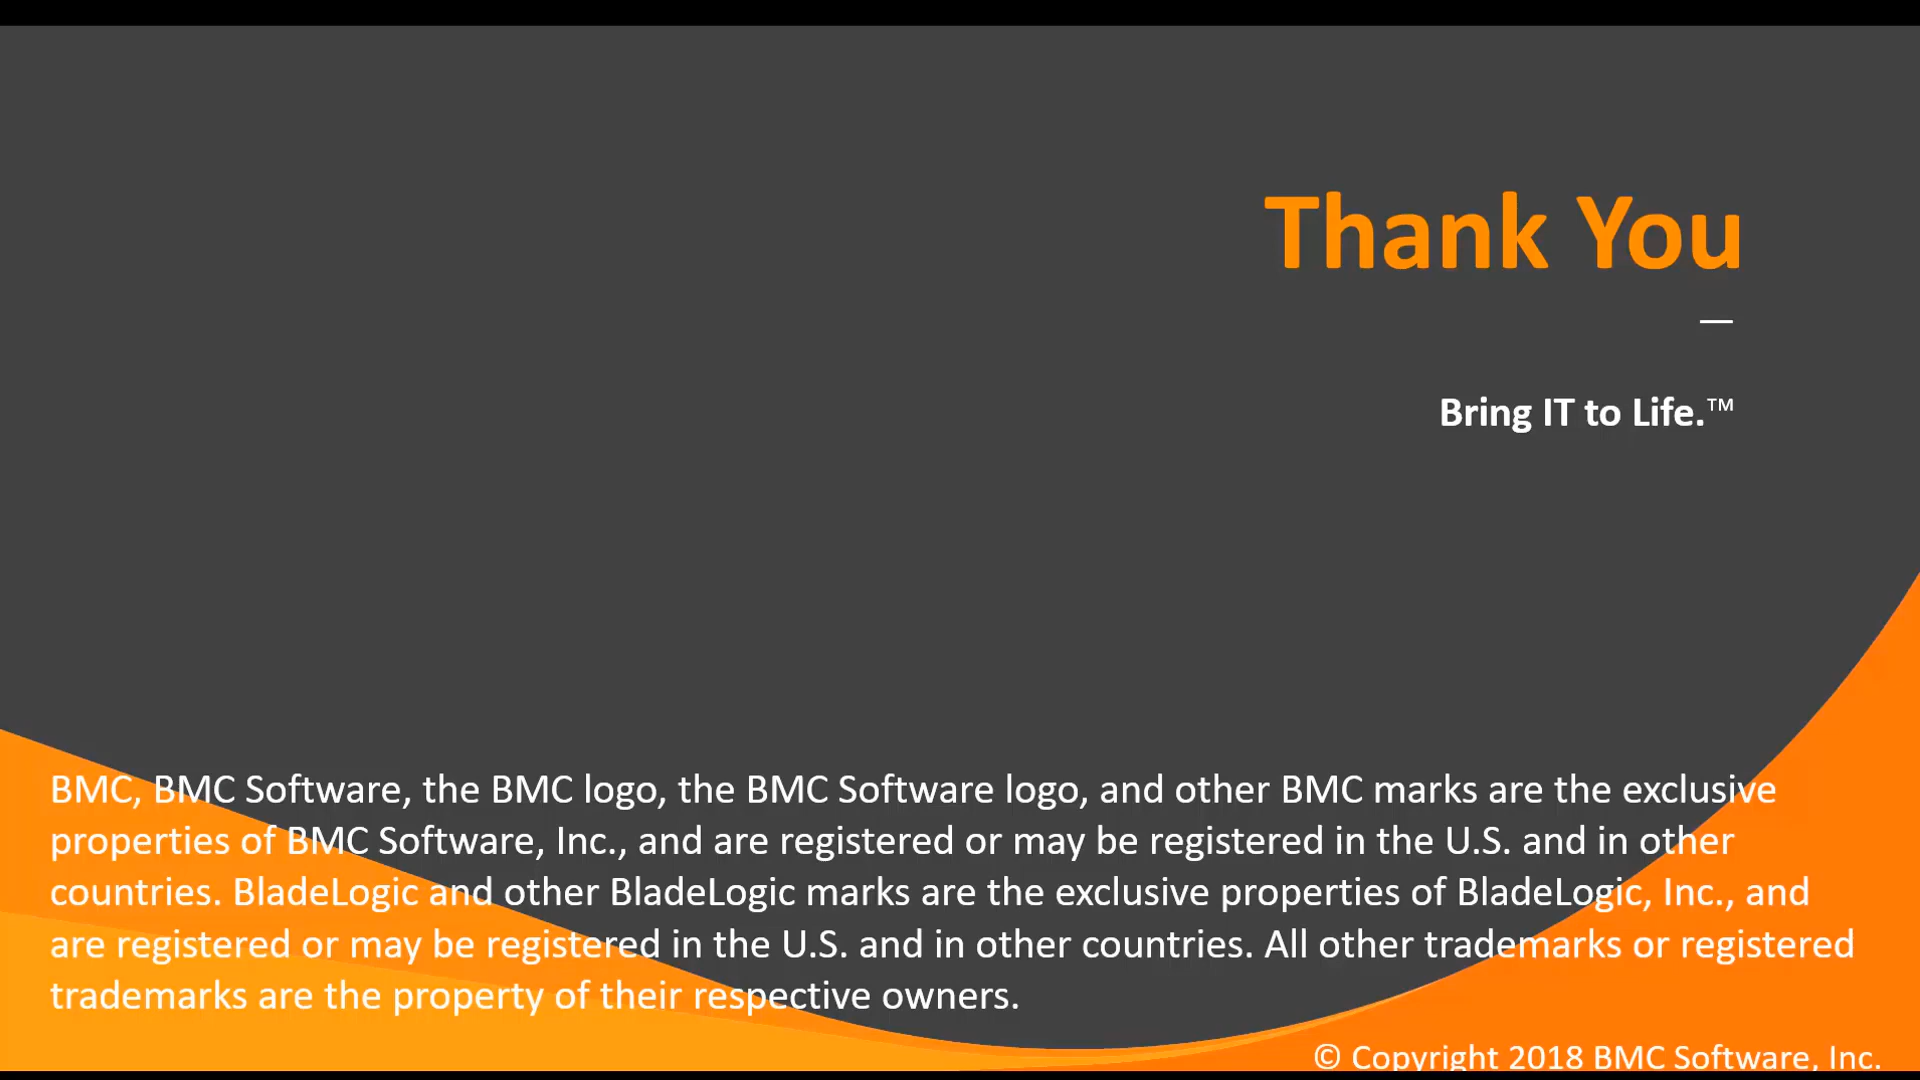 Thank You
—
Bring IT to Life.™
BMC, BMC Software, the BMC logo, the BMC Software logo, and other BMC marks are the exclusive
properties of BMC Software, Inc., and are registered or may be registered in the U.S. and in other
countries. BladeLogic and other BladeLogic marks are the exclusive properties of BladeLogic, Inc., and
are registered or may be registered in the U.S. and in other countries. All other trademarks or registered
trademarks are the property of their respective owners.
© Copyright 2018 BMC Software, Inc.